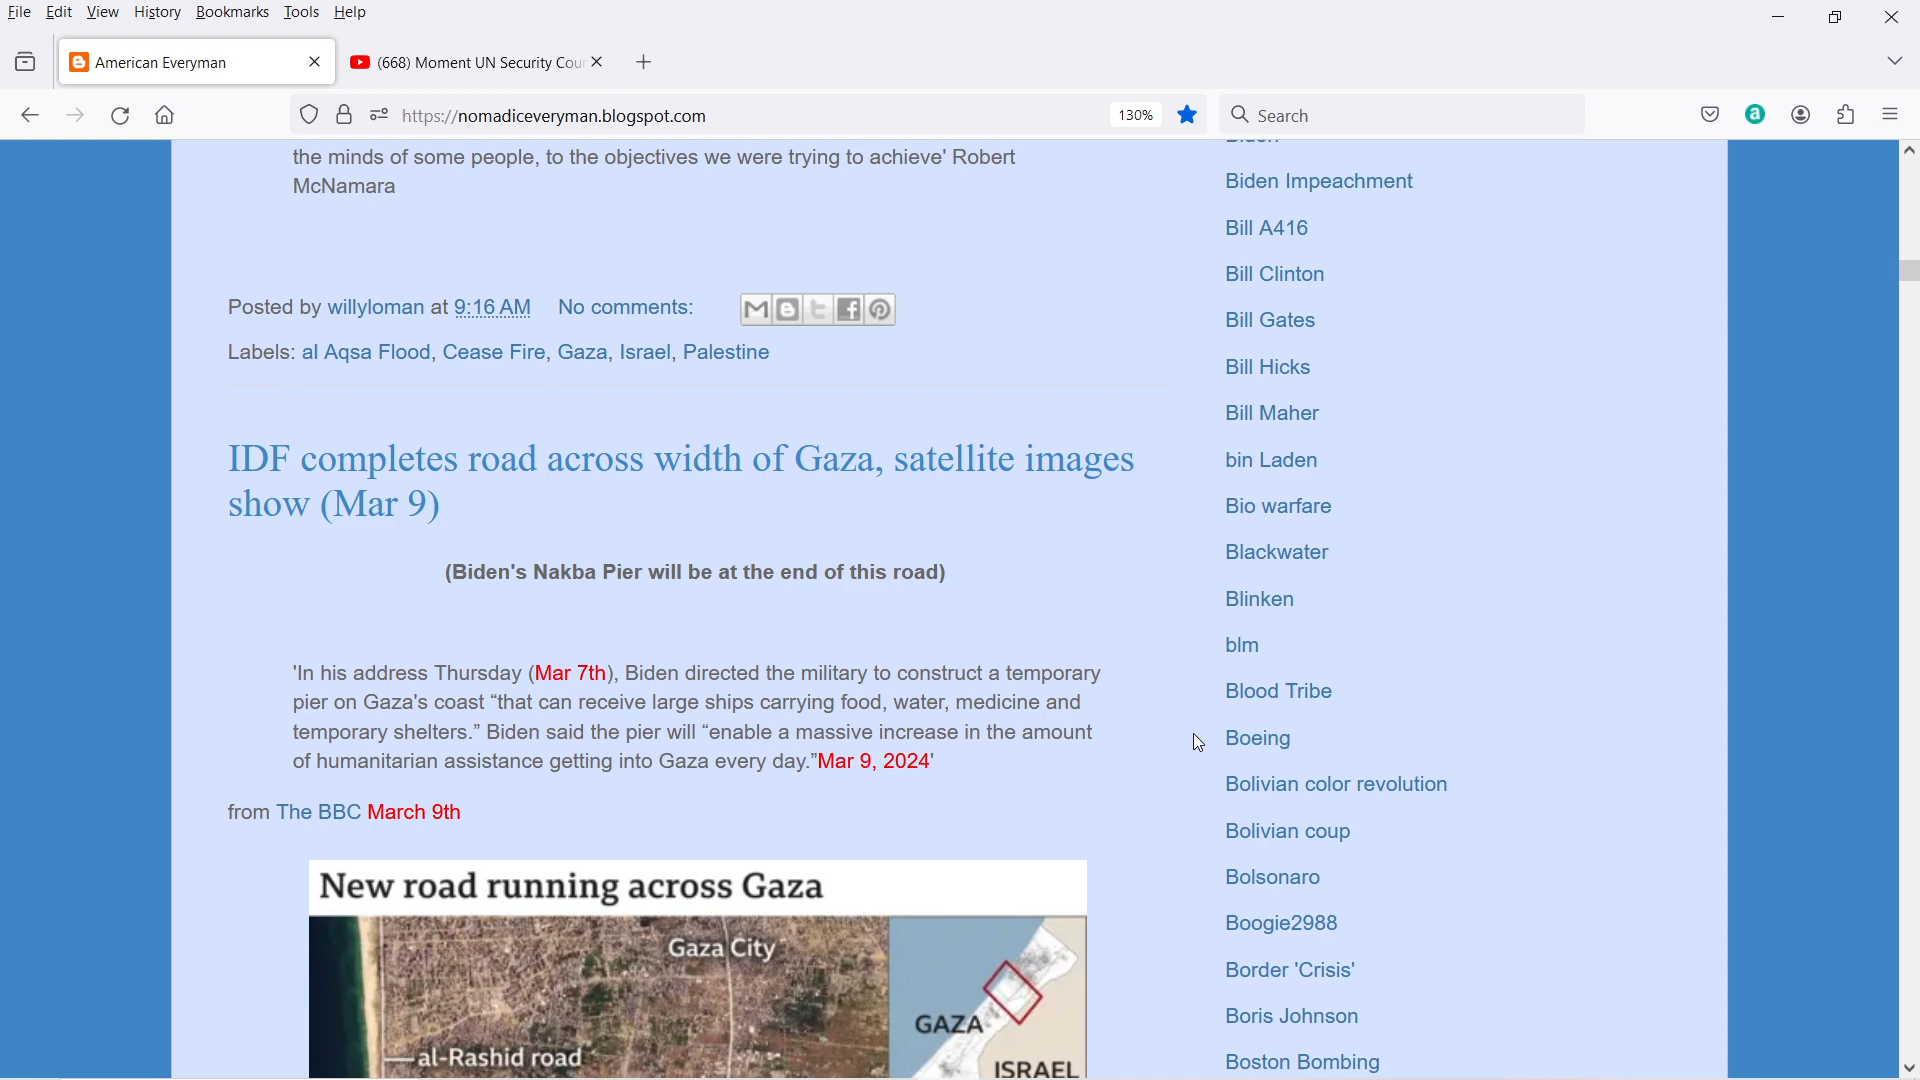 File Edit View History Bookmarks Tools Help
American Everyman
(668) Moment UN Security Cour
https://nomadiceveryman.blogspot.com
130%
Search
the minds of some people, to the objectives we were trying to achieve' Robert
McNamara
Posted by willyloman at 9:16 AM No comments:
Labels: al Aqsa Flood, Cease Fire, Gaza, Israel, Palestine
IDF completes road across width of Gaza, satellite images
show (Mar 9)
(Biden's Nakba Pier will be at the end of this road)
'In his address Thursday (Mar 7th), Biden directed the military to construct a temporary
pier on Gaza's coast “that can receive large ships carrying food, water, medicine and
temporary shelters.” Biden said the pier will “enable a massive increase in the amount
of humanitarian assistance getting into Gaza every day.”Mar 9, 2024'
from The BBC March 9th
New road running across Gaza
Gaza City
al-Rashid road
GAZA
ISRAEL
Biden Impeachment
Bill A416
Bill Clinton
Bill Gates
Bill Hicks
Bill Maher
bin Laden
Bio warfare
Blackwater
Blinken
blm
Blood Tribe
Boeing
Bolivian color revolution
Bolivian coup
Bolsonaro
Boogie2988
Border 'Crisis'
Boris Johnson
Boston Bombing